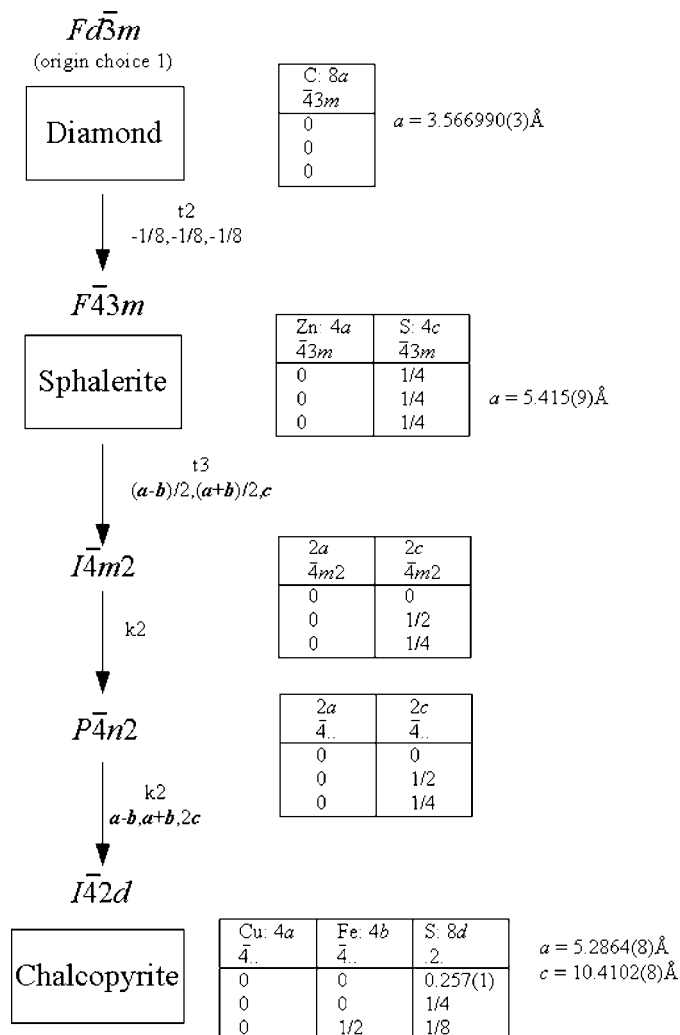 Fd3̅m
(origin choice 1)
Diamond
C: 8a
4̅3m
0
0
0
a = 3.566990(3)Å
t2
-1/8,-1/8,-1/8
F4̅3m
Sphalerite
Zn: 4a S: 4c
4̅3m 4̅3m
0 1/4
0 1/4
0 1/4
a = 5.415(9)Å
t3
(a-b)/2,(a+b)/2,c
I4̅m2
2a 2c
4̅m2 4̅m2
0 0
0 1/2
0 1/4
k2
P4̅n2
2a 2c
4̅.. 4̅..
0 0
0 1/2
0 1/4
k2
a-b,a+b,2c
I4̅2d
Chalcopyrite
Cu: 4a Fe: 4b S: 8d
4̅.. 4̅.. .2.
0 0 0.257(1)
0 0 1/4
0 1/2 1/8
a = 5.2864(8)Å
c = 10.4102(8)Å